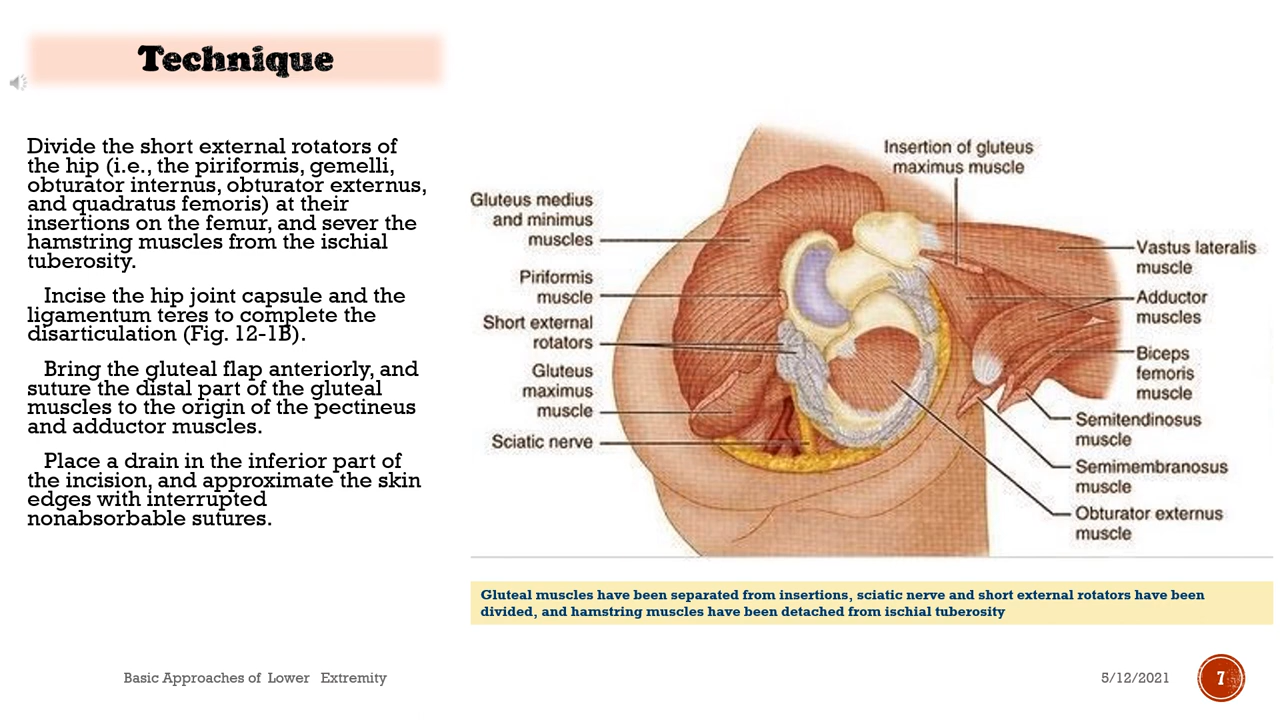 Technique
Divide the short external rotators of
the hip (i.e., the piriformis, gemelli,
obturator internus, obturator externus,
and quadratus femoris) at their
insertions on the femur, and sever the
hamstring muscles from the ischial
tuberosity.
Incise the hip joint capsule and the
ligamentum teres to complete the
disarticulation (Fig. 12-1B).
Bring the gluteal flap anteriorly, and
suture the distal part of the gluteal
muscles to the origin of the pectineus
and adductor muscles.
Place a drain in the inferior part of
the incision, and approximate the skin
edges with interrupted
nonabsorbable sutures.
Insertion of gluteus
maximus muscle
Gluteus medius
and minimus
muscles
Piriformis
muscle
Short external
rotators
Gluteus
maximus
muscle
Sciatic nerve
Vastus lateralis
muscle
Adductor
muscles
Biceps
femoris
muscle
Semitendinosus
muscle
Semimembranosus
muscle
Obturator externus
muscle
Gluteal muscles have been separated from insertions, sciatic nerve and short external rotators have been
divided, and hamstring muscles have been detached from ischial tuberosity
Basic Approaches of Lower Extremity
5/12/2021
7